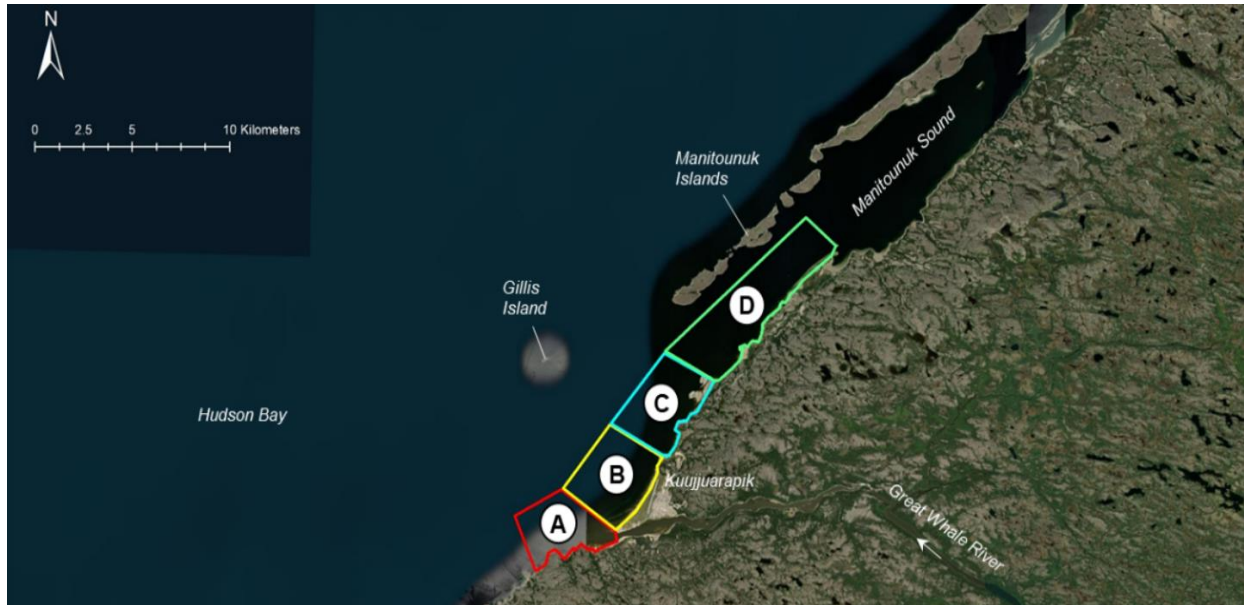 N
0 2.5 5 10 Kilometers
Manitounuk
Islands
Manitounuk Sound
Gillis
Island
D
C
Hudson Bay
B
Kuujjuarapik
A
Great Whale River